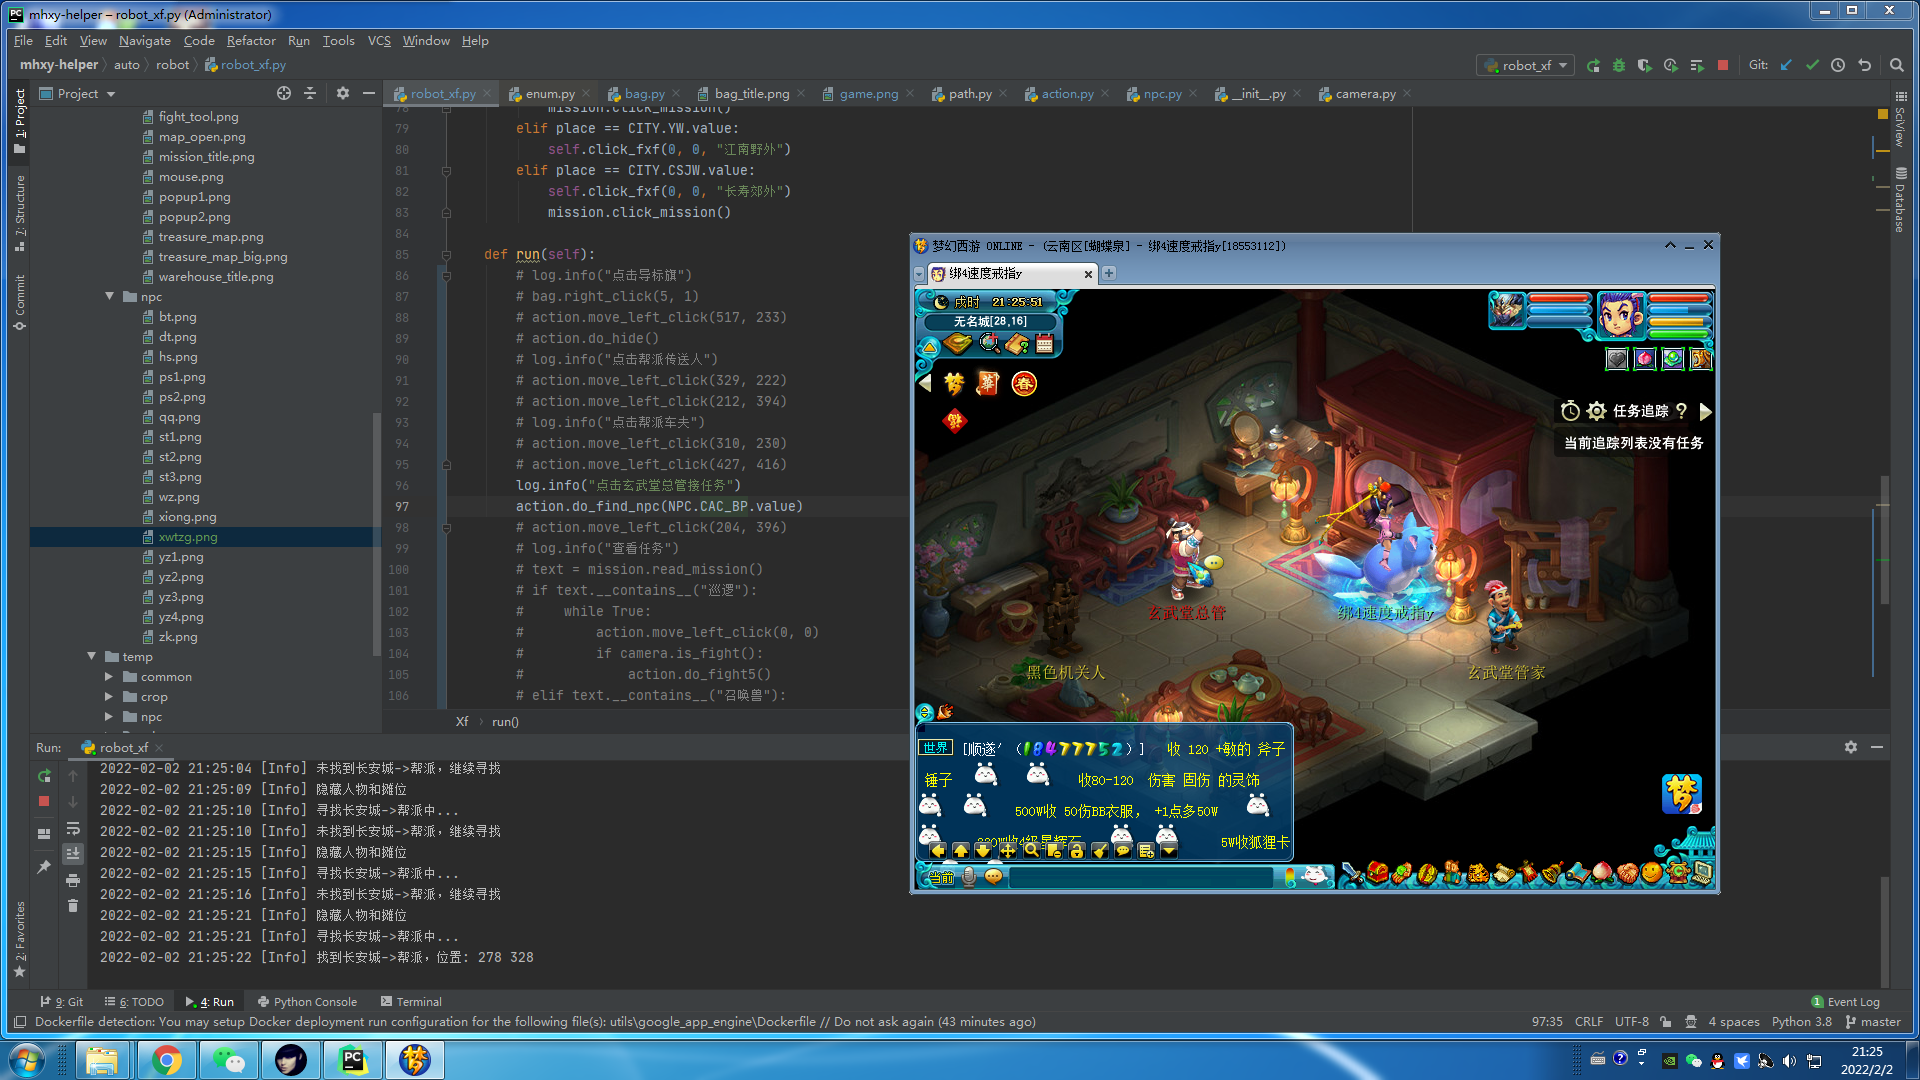 mhxy-helper – robot_xf.py (Administrator)
File Edit View Navigate Code Refactor Run Tools VCS Window Help
mhxy-helper auto robot robot_xf.py
robot_xf
Git:
Project
robot_xf.py enum.py bag.py bag_title.png game.png path.py action.py npc.py __init__.py camera.py
1: Project
7: Structure
Commit
2: Favorites
SciView
Database
fight_tool.png
map_open.png
mission_title.png
mouse.png
popup1.png
popup2.png
treasure_map.png
treasure_map_big.png
warehouse_title.png
npc
bt.png
dt.png
hs.png
ps1.png
ps2.png
qq.png
st1.png
st2.png
st3.png
wz.png
xiong.png
xwtzg.png
yz1.png
yz2.png
yz3.png
yz4.png
zk.png
temp
common
crop
npc
78 mission.click_mission()
79 elif place == CITY.YW.value:
80 self.click_fxf(0, 0, "江南野外")
81 elif place == CITY.CSJW.value:
82 self.click_fxf(0, 0, "长寿郊外")
83 mission.click_mission()
84
85 def run(self):
86 # log.info("点击导标旗")
87 # bag.right_click(5, 1)
88 # action.move_left_click(517, 233)
89 # action.do_hide()
90 # log.info("点击帮派传送人")
91 # action.move_left_click(329, 222)
92 # action.move_left_click(212, 394)
93 # log.info("点击帮派车夫")
94 # action.move_left_click(310, 230)
95 # action.move_left_click(427, 416)
96 log.info("点击玄武堂总管接任务")
97 action.do_find_npc(NPC.CAC_BP.value)
98 # action.move_left_click(204, 396)
99 # log.info("查看任务")
100 # text = mission.read_mission()
101 # if text.__contains__("巡逻"):
102 # while True:
103 # action.move_left_click(0, 0)
104 # if camera.is_fight():
105 # action.do_fight5()
106 # elif text.__contains__("召唤兽"):
Xf run()
梦幻西游 ONLINE - (云南区[蝴蝶泉] - 绑4速度戒指y[18553112])
绑4速度戒指y
戌时 21:25:51
无名城[28,16]
梦 華 春
任务追踪 ?
当前追踪列表没有任务
玄武堂总管
绑4速度戒指y
黑色机关人
玄武堂管家
世界 [顺遂′（18477752）] 收 120 +敏的 斧子
锤子 收80-120 伤害 固伤 的灵饰
500W收 50伤BB衣服， +1点多50W
5W收狐狸卡
当前
梦
Run: robot_xf
2022-02-02 21:25:04 [Info] 未找到长安城->帮派，继续寻找
2022-02-02 21:25:09 [Info] 隐藏人物和摊位
2022-02-02 21:25:10 [Info] 寻找长安城->帮派中...
2022-02-02 21:25:10 [Info] 未找到长安城->帮派，继续寻找
2022-02-02 21:25:15 [Info] 隐藏人物和摊位
2022-02-02 21:25:15 [Info] 寻找长安城->帮派中...
2022-02-02 21:25:16 [Info] 未找到长安城->帮派，继续寻找
2022-02-02 21:25:21 [Info] 隐藏人物和摊位
2022-02-02 21:25:21 [Info] 寻找长安城->帮派中...
2022-02-02 21:25:22 [Info] 找到长安城->帮派，位置: 278 328
9: Git 6: TODO 4: Run Python Console Terminal
1 Event Log
Dockerfile detection: You may setup Docker deployment run configuration for the following file(s): utils\google_app_engine\Dockerfile // Do not ask again (43 minutes ago)
97:35 CRLF UTF-8 4 spaces Python 3.8 master
21:25
2022/2/2